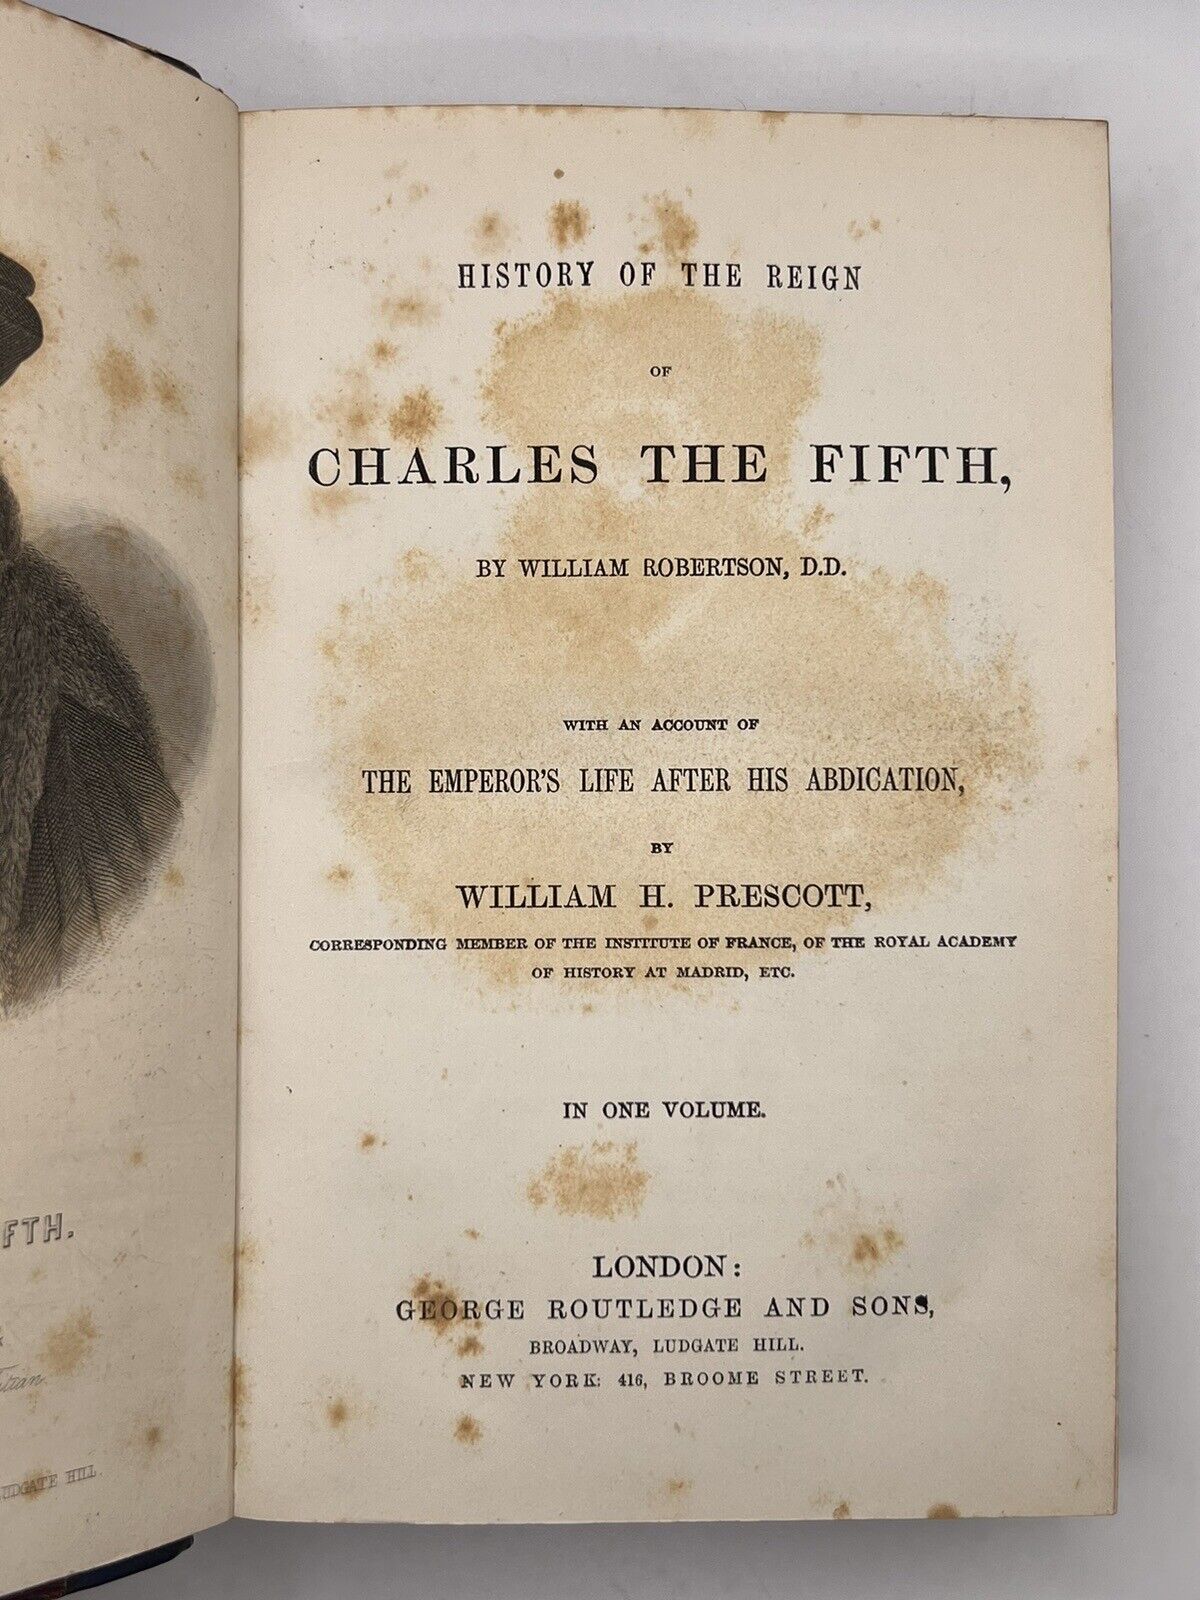 FTH.
Titian
LUDGATE HILL.
HISTORY OF THE REIGN
OF
CHARLES THE FIFTH,
BY WILLIAM ROBERTSON, D.D.
WITH AN ACCOUNT OF
THE EMPEROR'S LIFE AFTER HIS ABDICATION,
BY
WILLIAM H. PRESCOTT,
CORRESPONDING MEMBER OF THE INSTITUTE OF FRANCE, OF THE ROYAL ACADEMY
OF HISTORY AT MADRID, ETC.
IN ONE VOLUME.
LONDON:
GEORGE ROUTLEDGE AND SONS,
BROADWAY, LUDGATE HILL.
NEW YORK: 416, BROOME STREET.